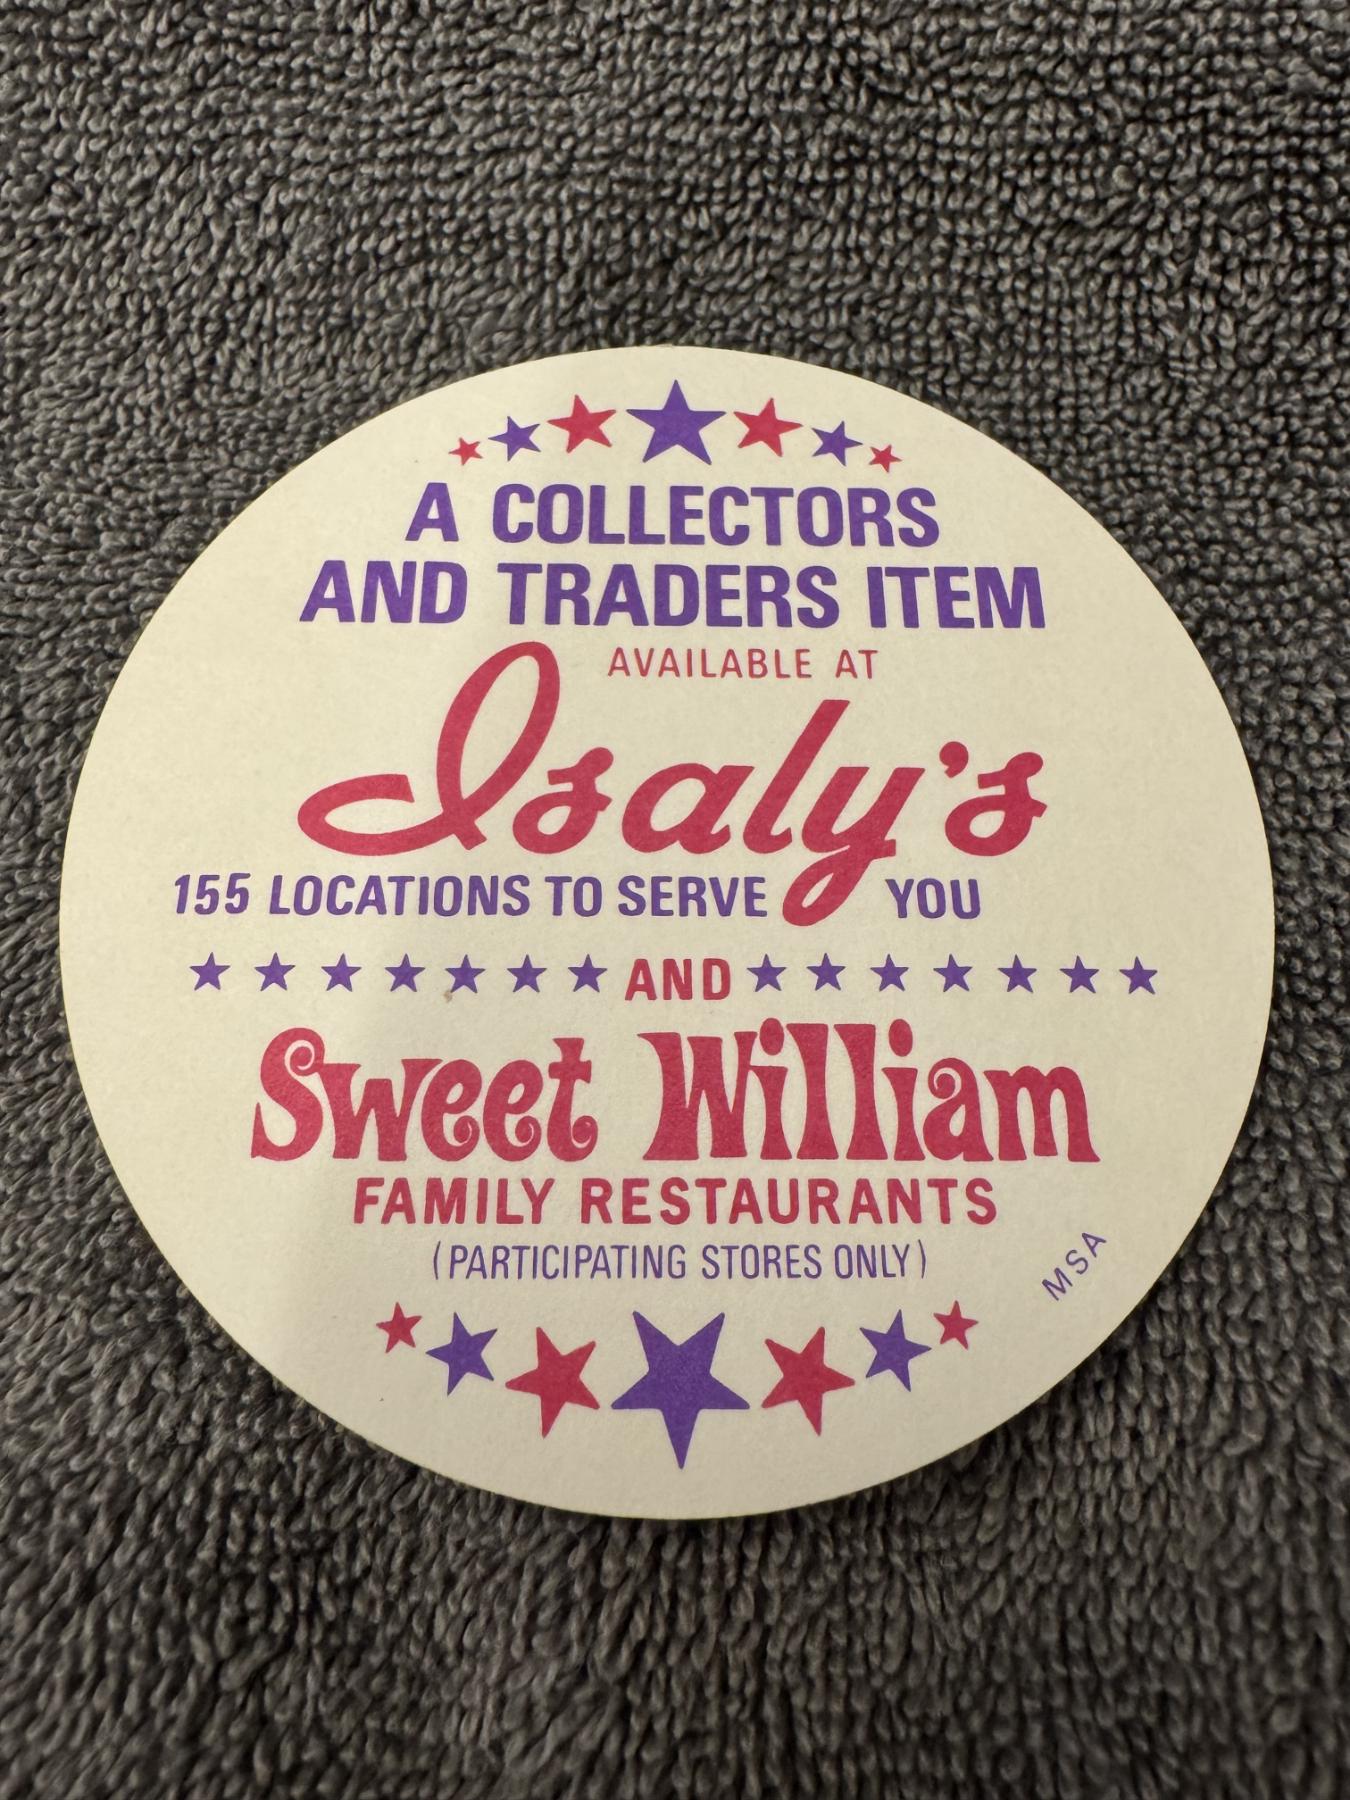 A COLLECTORS
AND TRADERS ITEM
AVAILABLE AT
Isaly's
155 LOCATIONS TO SERVE YOU
AND
Sweet William
FAMILY RESTAURANTS
(PARTICIPATING STORES ONLY)
MSA